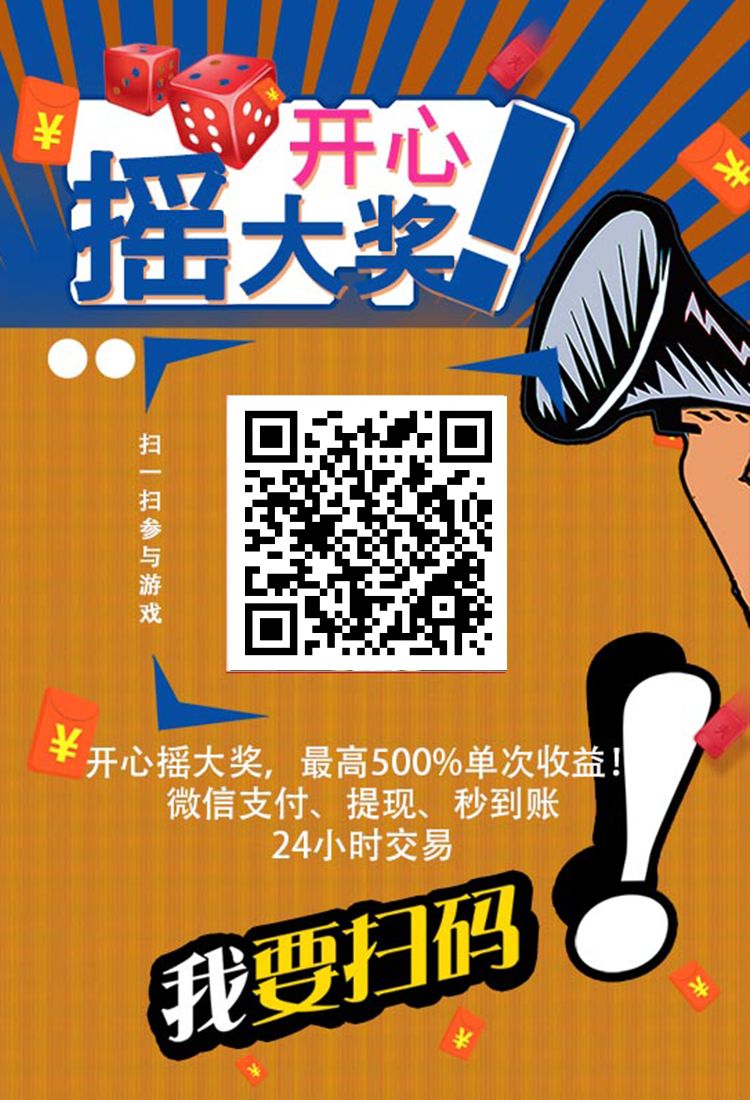 开心
摇大奖!
扫一扫参与游戏
开心摇大奖，最高500%单次收益！
微信支付、提现、秒到账
24小时交易
我要扫码
¥
¥
¥
¥
¥
¥
¥